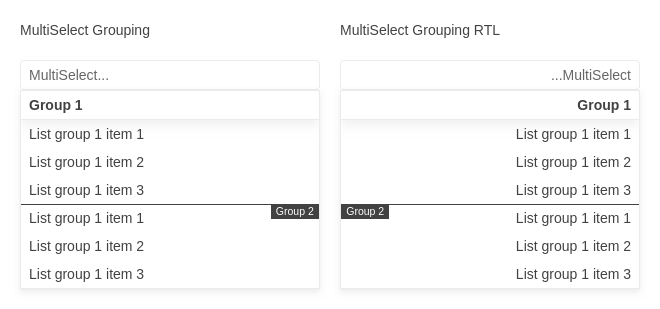 MultiSelect Grouping
MultiSelect...
Group 1
List group 1 item 1
List group 1 item 2
List group 1 item 3
Group 2
List group 1 item 1
List group 1 item 2
List group 1 item 3
MultiSelect Grouping RTL
...MultiSelect
Group 1
List group 1 item 1
List group 1 item 2
List group 1 item 3
Group 2
List group 1 item 1
List group 1 item 2
List group 1 item 3